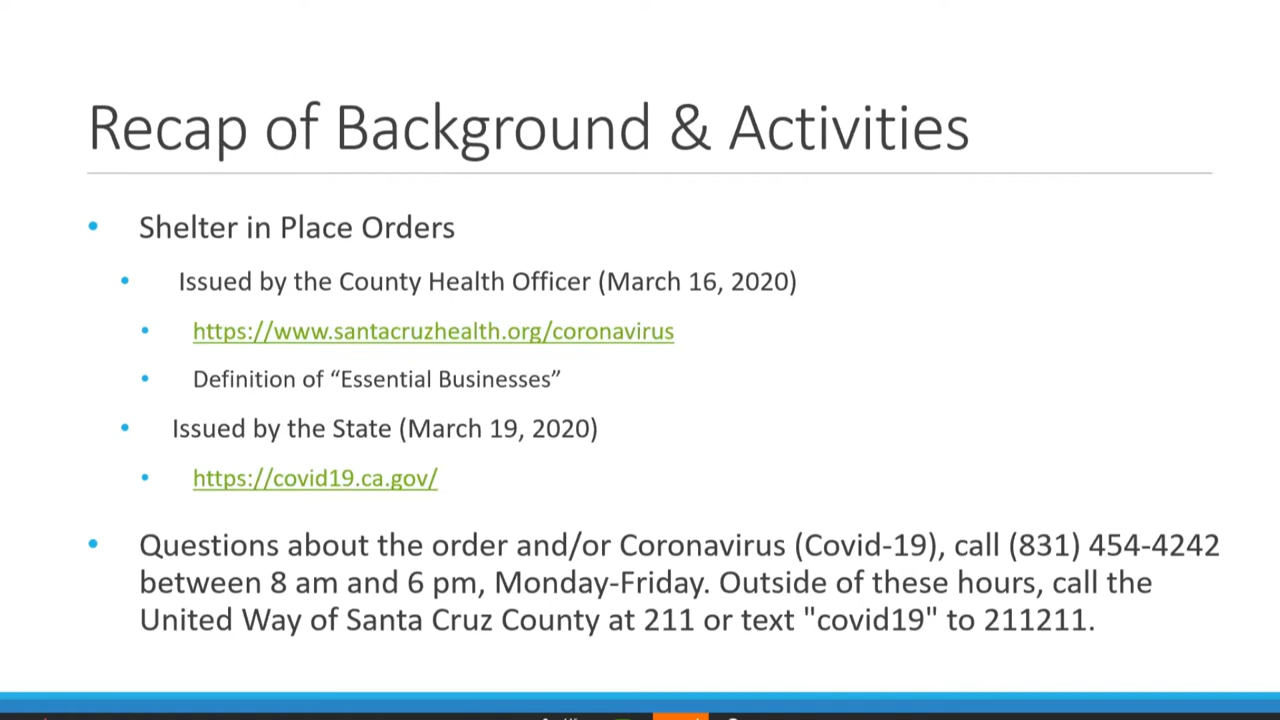 Recap of Background & Activities
Shelter in Place Orders
Issued by the County Health Officer (March 16, 2020)
https://www.santacruzhealth.org/coronavirus
Definition of “Essential Businesses”
Issued by the State (March 19, 2020)
https://covid19.ca.gov/
Questions about the order and/or Coronavirus (Covid-19), call (831) 454-4242
between 8 am and 6 pm, Monday-Friday. Outside of these hours, call the
United Way of Santa Cruz County at 211 or text "covid19" to 211211.